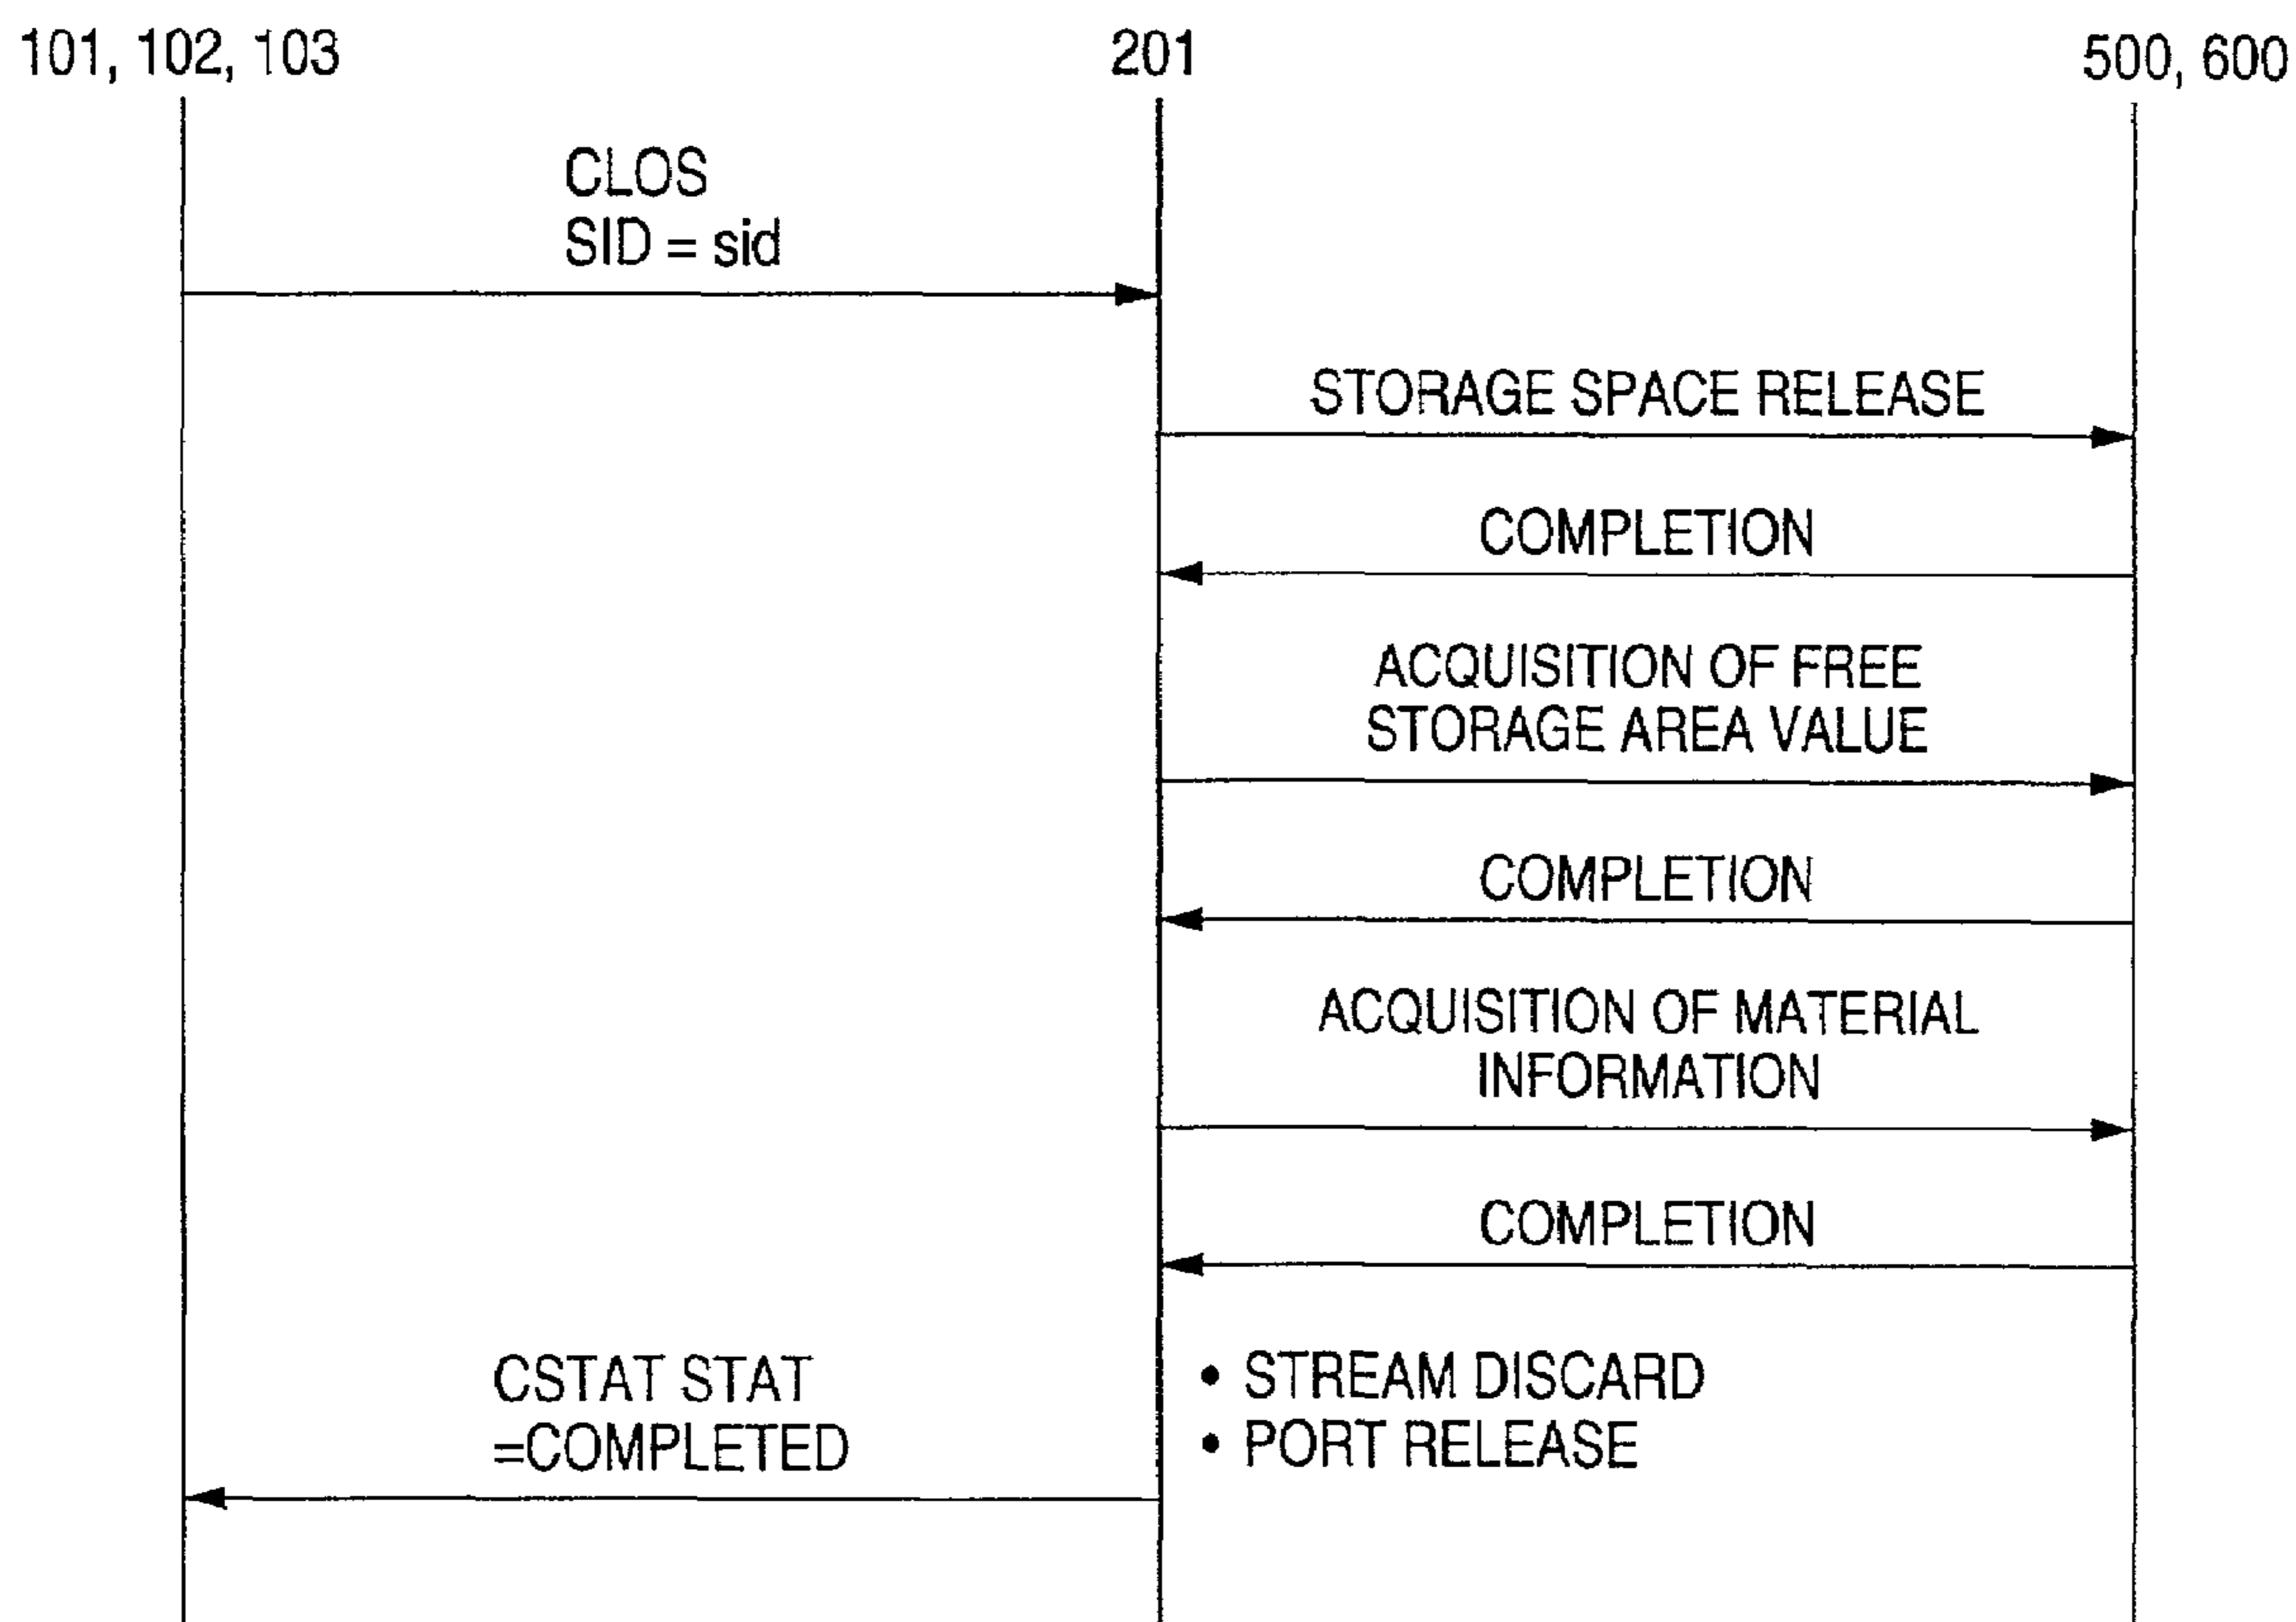 101, 102, 103
201
500, 600
CLOS
SID = sid
STORAGE SPACE RELEASE
COMPLETION
ACQUISITION OF FREE
STORAGE AREA VALUE
COMPLETION
ACQUISITION OF MATERIAL
INFORMATION
COMPLETION
CSTAT STAT
=COMPLETED
• STREAM DISCARD
• PORT RELEASE